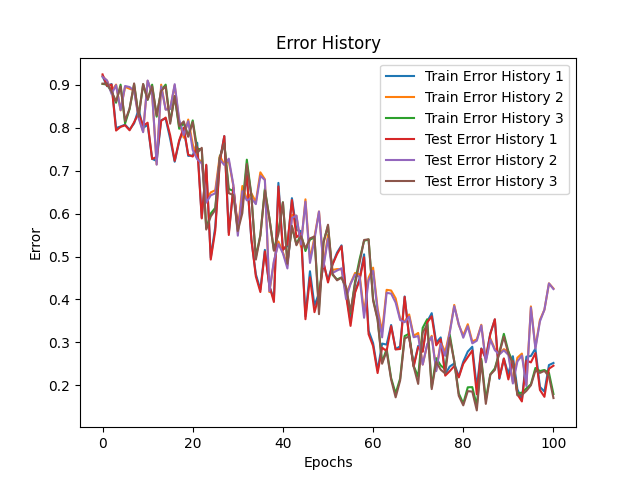 Error History
Train Error History 1
Train Error History 2
Train Error History 3
Test Error History 1
Test Error History 2
Test Error History 3
Error
0.9
0.8
0.7
0.6
0.5
0.4
0.3
0.2
0
20
40
60
80
100
Epochs